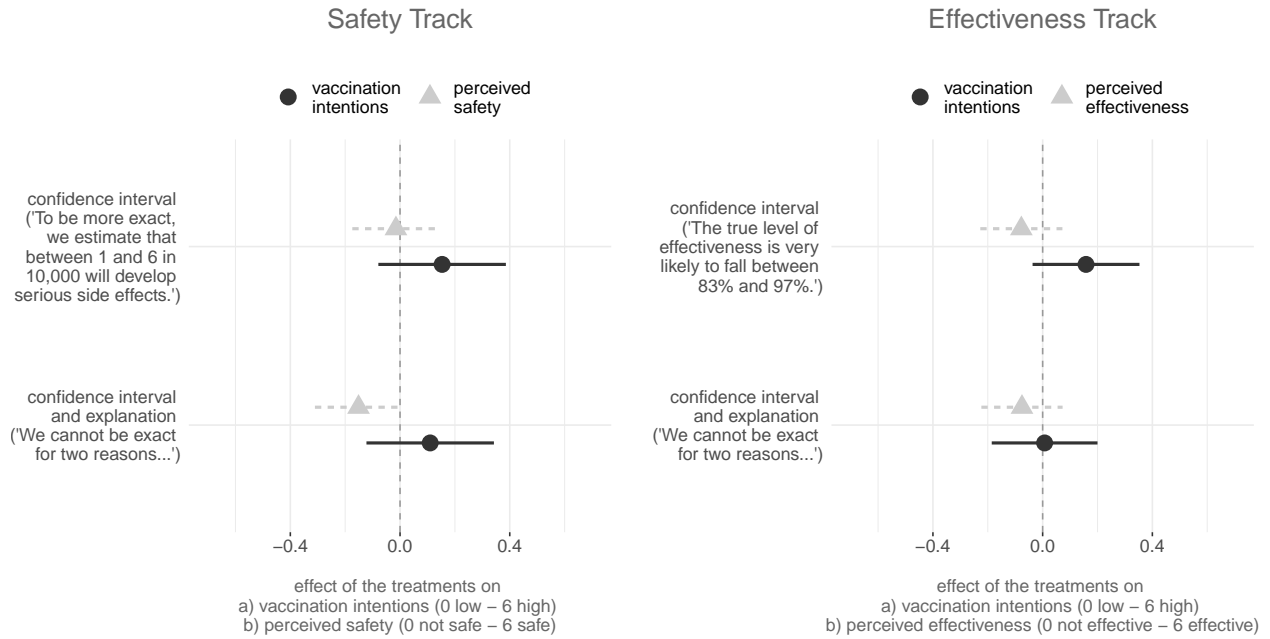 Safety Track
vaccination
intentions
perceived
safety
confidence interval
('To be more exact,
we estimate that
between 1 and 6 in
10,000 will develop
serious side effects.')
confidence interval
and explanation
('We cannot be exact
for two reasons...')
−0.4
0.0
0.4
effect of the treatments on
a) vaccination intentions (0 low − 6 high)
b) perceived safety (0 not safe − 6 safe)
Effectiveness Track
vaccination
intentions
perceived
effectiveness
confidence interval
('The true level of
effectiveness is very
likely to fall between
83% and 97%.')
confidence interval
and explanation
('We cannot be exact
for two reasons...')
−0.4
0.0
0.4
effect of the treatments on
a) vaccination intentions (0 low − 6 high)
b) perceived effectiveness (0 not effective − 6 effective)